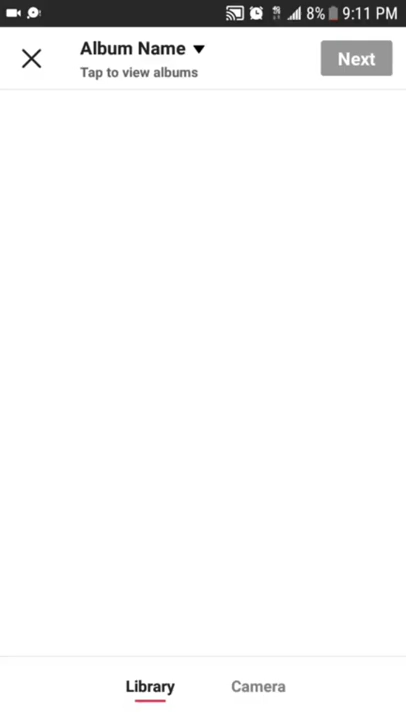 8% 9:11 PM
Album Name
Tap to view albums
Next
Library
Camera